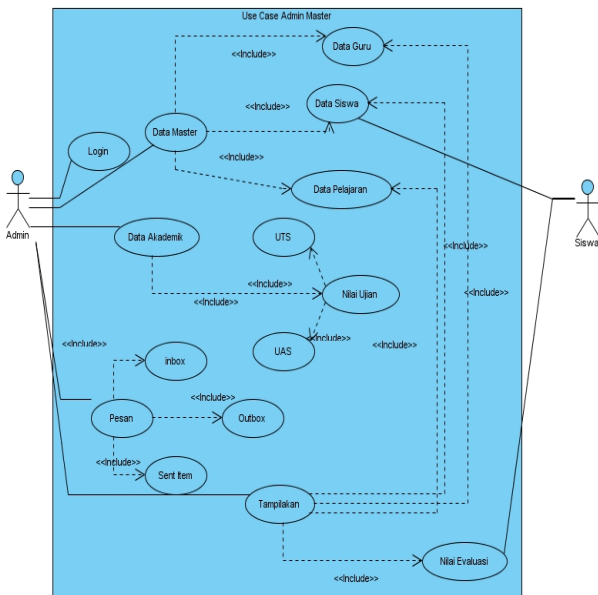 Use Case Admin Master
Data Guru
<<Include>>
Data Siswa
<<Include>>
Data Master
Login
<<Include>>
Data Pelajaran
Admin
Siswa
Data Akademik
UTS
<<Include>>
<<Include>>
Nilai Ujian
<<Include>>
<<Include>>
<<Include>>
<<Include>>
<<Include>>
inbox
UAS
<<Include>>
Pesan
Outbox
<<Include>>
Sent Item
Tampilakan
Nilai Evaluasi
<<Include>>